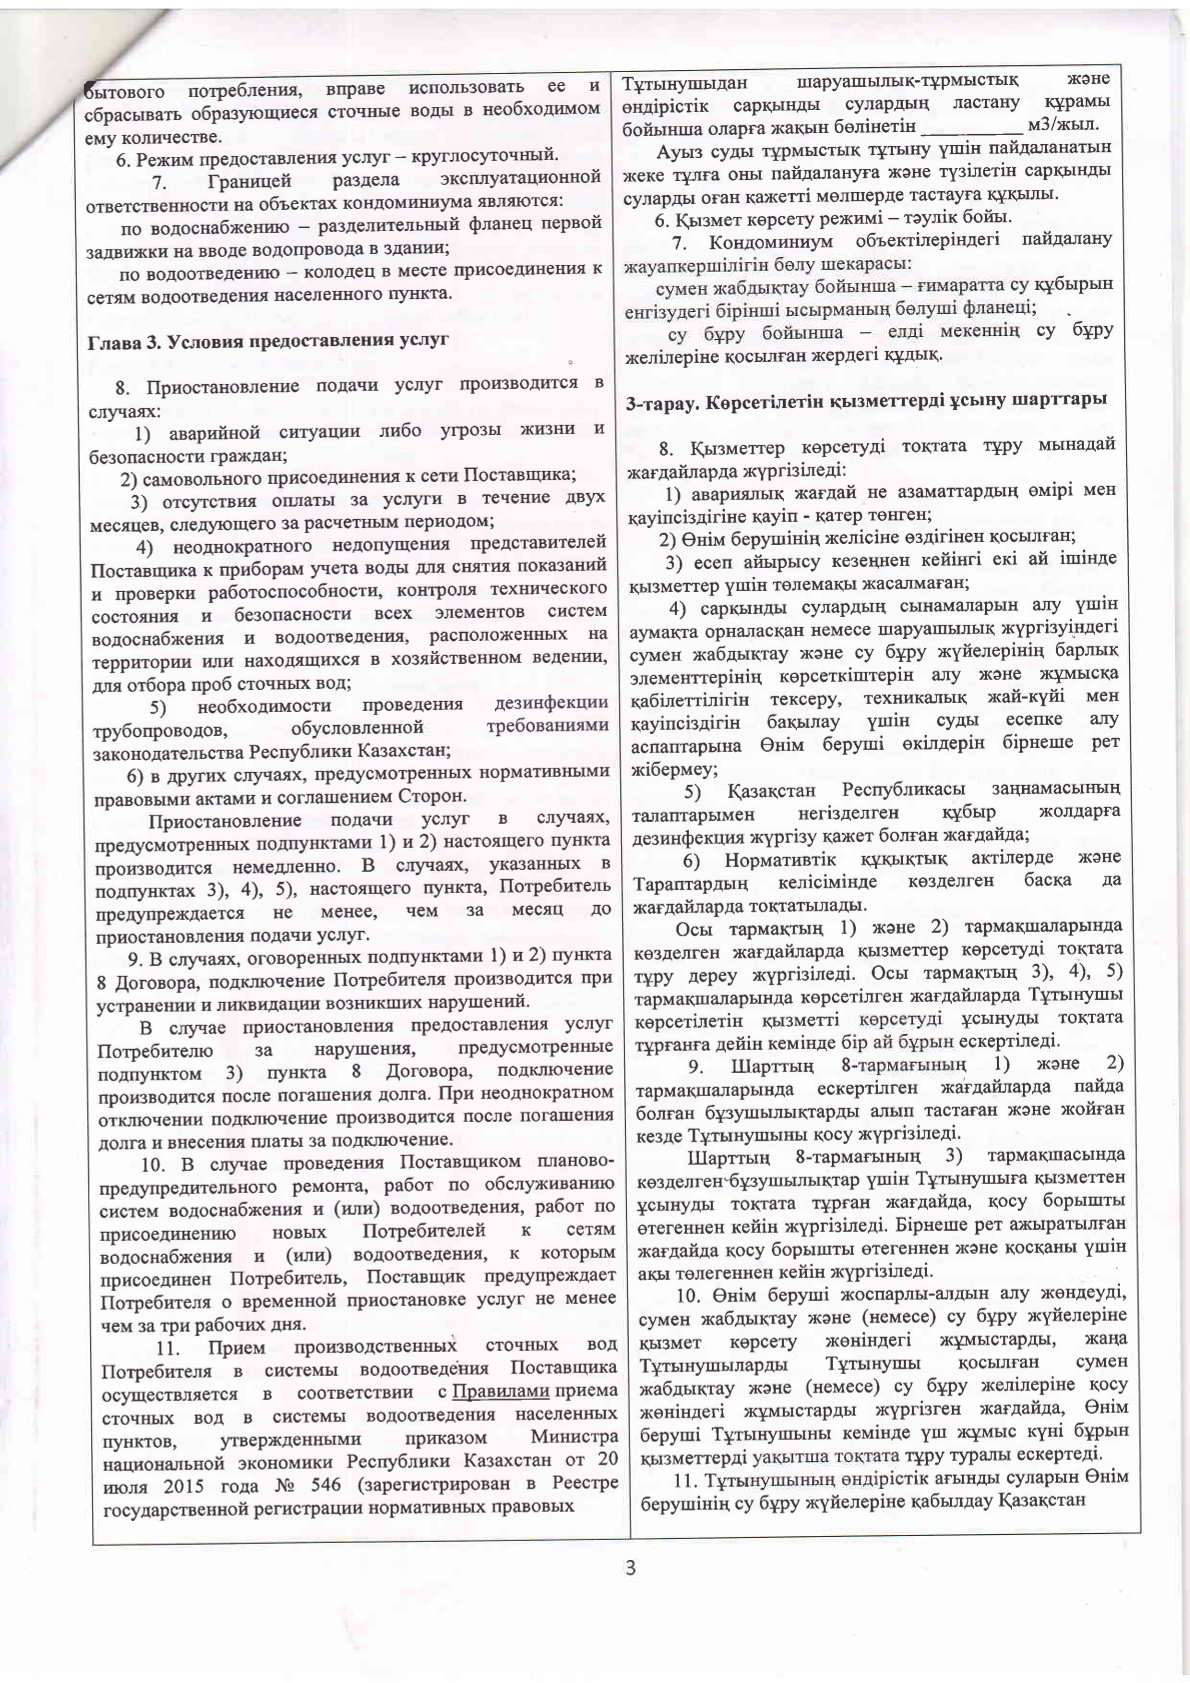 бытового потребления, вправе использовать ее и
сбрасывать образующиеся сточные воды в необходимом
ему количестве.
6. Режим предоставления услуг – круглосуточный.
7. Границей раздела эксплуатационной
ответственности на объектах кондоминиума являются:
по водоснабжению – разделительный фланец первой
задвижки на вводе водопровода в здании;
по водоотведению – колодец в месте присоединения к
сетям водоотведения населенного пункта.
Глава 3. Условия предоставления услуг
8. Приостановление подачи услуг производится в
случаях:
1) аварийной ситуации либо угрозы жизни и
безопасности граждан;
2) самовольного присоединения к сети Поставщика;
3) отсутствия оплаты за услуги в течение двух
месяцев, следующего за расчетным периодом;
4) неоднократного недопущения представителей
Поставщика к приборам учета воды для снятия показаний
и проверки работоспособности, контроля технического
состояния и безопасности всех элементов систем
водоснабжения и водоотведения, расположенных на
территории или находящихся в хозяйственном ведении,
для отбора проб сточных вод;
5) необходимости проведения дезинфекции
трубопроводов, обусловленной требованиями
законодательства Республики Казахстан;
6) в других случаях, предусмотренных нормативными
правовыми актами и соглашением Сторон.
Приостановление подачи услуг в случаях,
предусмотренных подпунктами 1) и 2) настоящего пункта
производится немедленно. В случаях, указанных в
подпунктах 3), 4), 5), настоящего пункта, Потребитель
предупреждается не менее, чем за месяц до
приостановления подачи услуг.
9. В случаях, оговоренных подпунктами 1) и 2) пункта
8 Договора, подключение Потребителя производится при
устранении и ликвидации возникших нарушений.
В случае приостановления предоставления услуг
Потребителю за нарушения, предусмотренные
подпунктом 3) пункта 8 Договора, подключение
производится после погашения долга. При неоднократном
отключении подключение производится после погашения
долга и внесения платы за подключение.
10. В случае проведения Поставщиком планово-
предупредительного ремонта, работ по обслуживанию
систем водоснабжения и (или) водоотведения, работ по
присоединению новых Потребителей к сетям
водоснабжения и (или) водоотведения, к которым
присоединен Потребитель, Поставщик предупреждает
Потребителя о временной приостановке услуг не менее
чем за три рабочих дня.
11. Прием производственных сточных вод
Потребителя в системы водоотведения Поставщика
осуществляется в соответствии с Правилами приема
сточных вод в системы водоотведения населенных
пунктов, утвержденными приказом Министра
национальной экономики Республики Казахстан от 20
июля 2015 года № 546 (зарегистрирован в Реестре
государственной регистрации нормативных правовых
Тұтынушыдан шаруашылық-тұрмыстық және
өндірістік сарқынды сулардың ластану құрамы
бойынша оларға жақын бөлінетін __________ м3/жыл.
Ауыз суды тұрмыстық тұтыну үшін пайдаланатын
жеке тұлға оны пайдалануға және түзілетін сарқынды
суларды оған қажетті мөлшерде тастауға құқылы.
6. Қызмет көрсету режимі – тәулік бойы.
7. Кондоминиум объектілеріндегі пайдалану
жауапкершілігін бөлу шекарасы:
сумен жабдықтау бойынша – ғимаратта су құбырын
енгізудегі бірінші ысырманың бөлуші фланеці;
су бұру бойынша – елді мекеннің су бұру
желілеріне қосылған жердегі құдық.
3-тарау. Көрсетілетін қызметтерді ұсыну шарттары
8. Қызметтер көрсетуді тоқтата тұру мынадай
жағдайларда жүргізіледі:
1) авариялық жағдай не азаматтардың өмірі мен
қауіпсіздігіне қауіп - қатер төнген;
2) Өнім берушінің желісіне өздігінен қосылған;
3) есеп айырысу кезеңнен кейінгі екі ай ішінде
қызметтер үшін төлемақы жасалмаған;
4) сарқынды сулардың сынамаларын алу үшін
аумақта орналасқан немесе шаруашылық жүргізуіндегі
сумен жабдықтау және су бұру жүйелерінің барлық
элементтерінің көрсеткіштерін алу және жұмысқа
қабілеттілігін тексеру, техникалық жай-күйі мен
қауіпсіздігін бақылау үшін суды есепке алу
аспаптарына Өнім беруші өкілдерін бірнеше рет
жібермеу;
5) Қазақстан Республикасы заңнамасының
талаптарымен негізделген құбыр жолдарға
дезинфекция жүргізу қажет болған жағдайда;
6) Нормативтік құқықтық актілерде және
Тараптардың келісімінде көзделген басқа да
жағдайларда тоқтатылады.
Осы тармақтың 1) және 2) тармақшаларында
көзделген жағдайларда қызметтер көрсетуді тоқтата
тұру дереу жүргізіледі. Осы тармақтың 3), 4), 5)
тармақшаларында көрсетілген жағдайларда Тұтынушы
көрсетілетін қызметті көрсетуді ұсынуды тоқтата
тұрғанға дейін кемінде бір ай бұрын ескертіледі.
9. Шарттың 8-тармағының 1) және 2)
тармақшаларында ескертілген жағдайларда пайда
болған бұзушылықтарды алып тастаған және жойған
кезде Тұтынушыны қосу жүргізіледі.
Шарттың 8-тармағының 3) тармақшасында
көзделген бұзушылықтар үшін Тұтынушыға қызметтен
ұсынуды тоқтата тұрған жағдайда, қосу борышты
өтегеннен кейін жүргізіледі. Бірнеше рет ажыратылған
жағдайда қосу борышты өтегеннен және қосқаны үшін
ақы төлегеннен кейін жүргізіледі.
10. Өнім беруші жоспарлы-алдын алу жөндеуді,
сумен жабдықтау және (немесе) су бұру жүйелеріне
қызмет көрсету жөніндегі жұмыстарды, жаңа
Тұтынушыларды Тұтынушы қосылған сумен
жабдықтау және (немесе) су бұру желілеріне қосу
жөніндегі жұмыстарды жүргізген жағдайда, Өнім
беруші Тұтынушыны кемінде үш жұмыс күні бұрын
қызметтерді уақытша тоқтата тұру туралы ескертеді.
11. Тұтынушының өндірістік ағынды суларын Өнім
берушінің су бұру жүйелеріне қабылдау Қазақстан
3